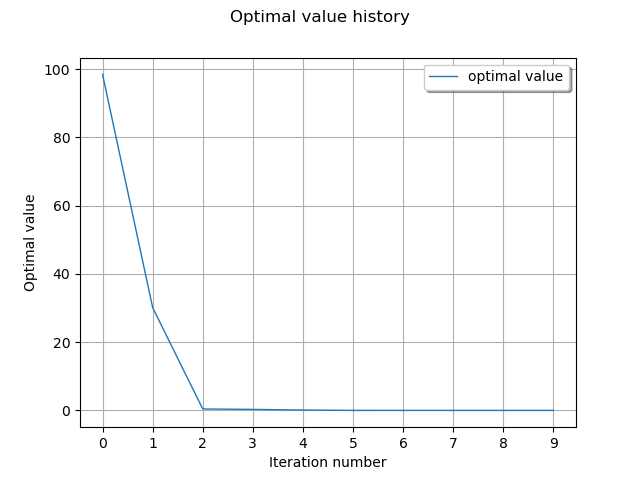 Optimal value history
optimal value
100
80
60
40
20
0
Optimal value
0 1 2 3 4 5 6 7 8 9
Iteration number